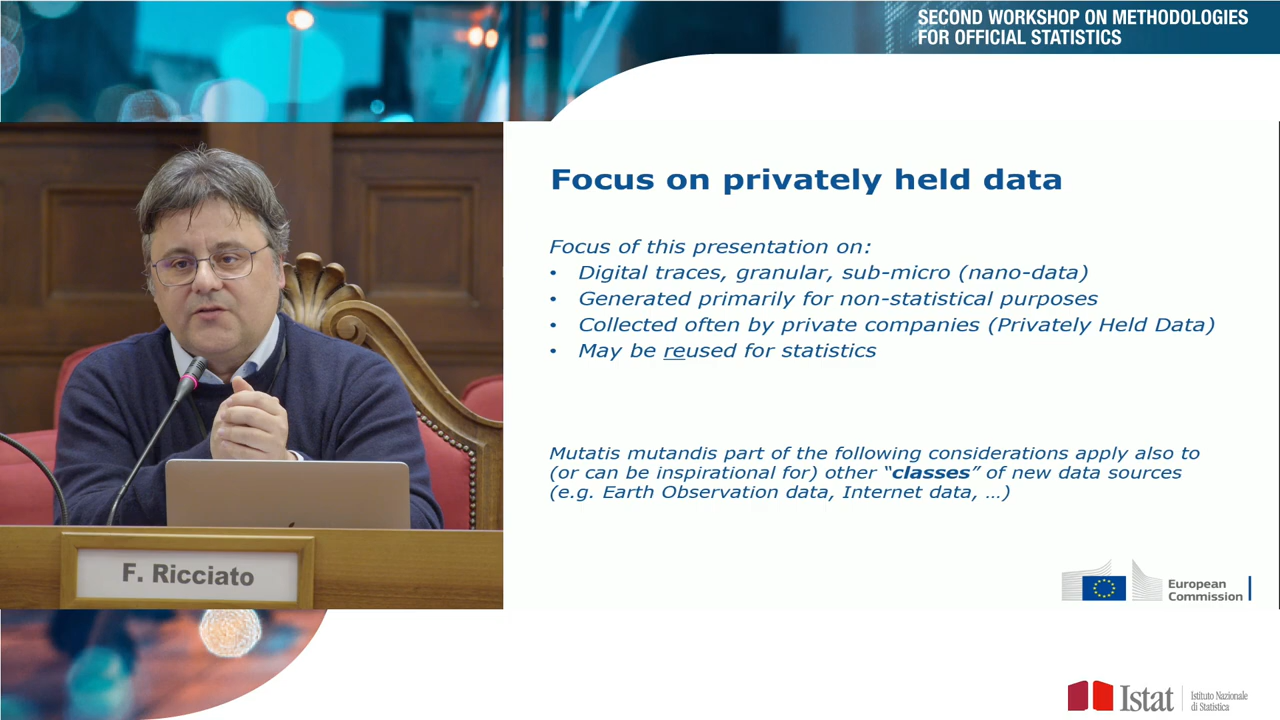 SECOND WORKSHOP ON METHODOLOGIES
FOR OFFICIAL STATISTICS
Focus on privately held data
Focus of this presentation on:
• Digital traces, granular, sub-micro (nano-data)
• Generated primarily for non-statistical purposes
• Collected often by private companies (Privately Held Data)
• May be reused for statistics
Mutatis mutandis part of the following considerations apply also to
(or can be inspirational for) other “classes” of new data sources
(e.g. Earth Observation data, Internet data, …)
F. Ricciato
European
Commission
Istat
Istituto Nazionale
di Statistica